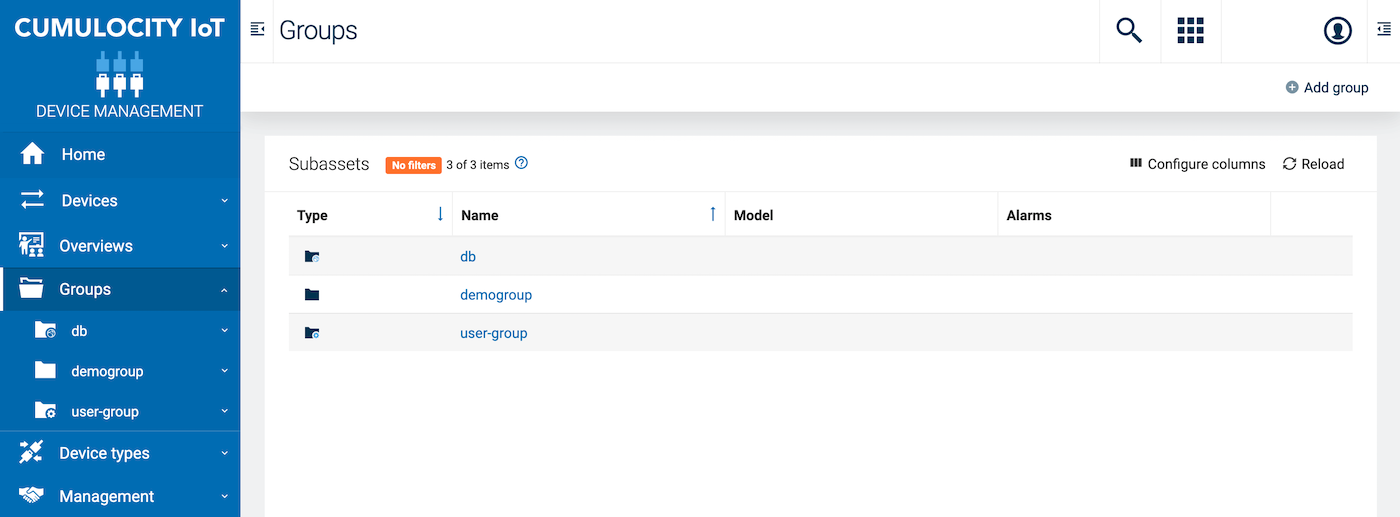 CUMULOCITY IoT
DEVICE MANAGEMENT
Home
Devices
Overviews
Groups
db
demogroup
user-group
Device types
Management
Groups
Add group
Subassets No filters 3 of 3 items ?
Configure columns Reload
Type Name Model Alarms
db
demogroup
user-group